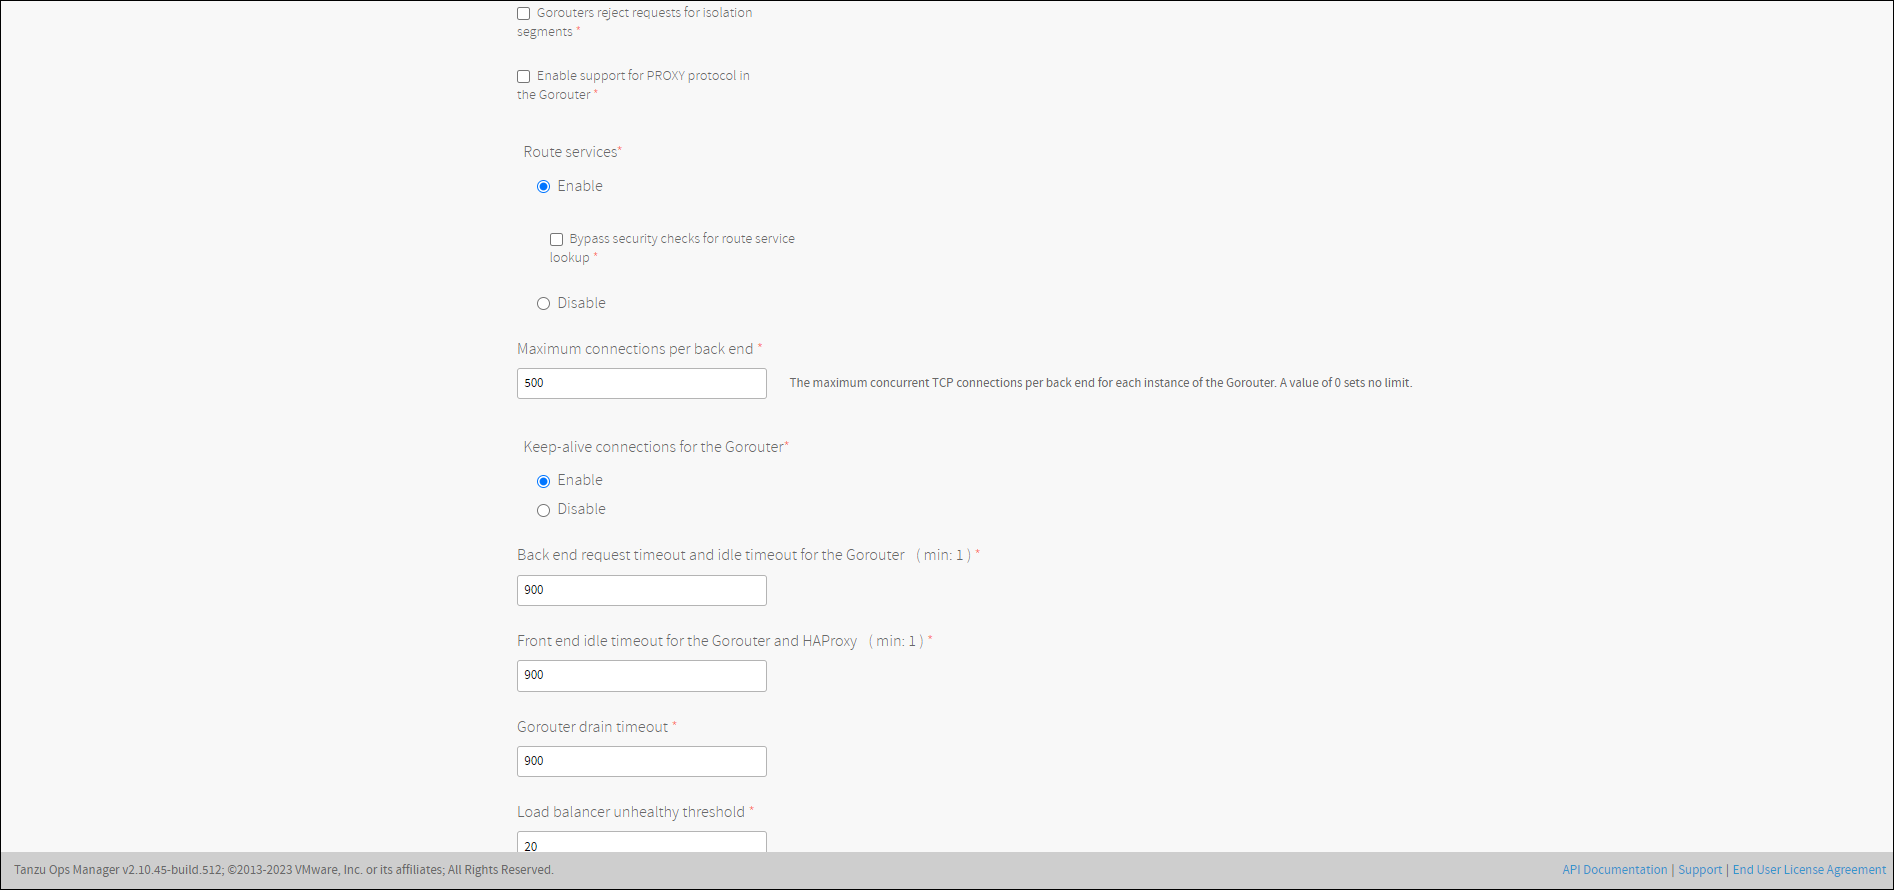 Gorouters reject requests for isolation
segments *
Enable support for PROXY protocol in
the Gorouter *
Route services*
Enable
Bypass security checks for route service
lookup *
Disable
Maximum connections per back end *
500
The maximum concurrent TCP connections per back end for each instance of the Gorouter. A value of 0 sets no limit.
Keep-alive connections for the Gorouter*
Enable
Disable
Back end request timeout and idle timeout for the Gorouter ( min: 1 ) *
900
Front end idle timeout for the Gorouter and HAProxy ( min: 1 ) *
900
Gorouter drain timeout *
900
Load balancer unhealthy threshold *
20
Tanzu Ops Manager v2.10.45-build.512; ©2013-2023 VMware, Inc. or its affiliates; All Rights Reserved.
API Documentation | Support | End User License Agreement